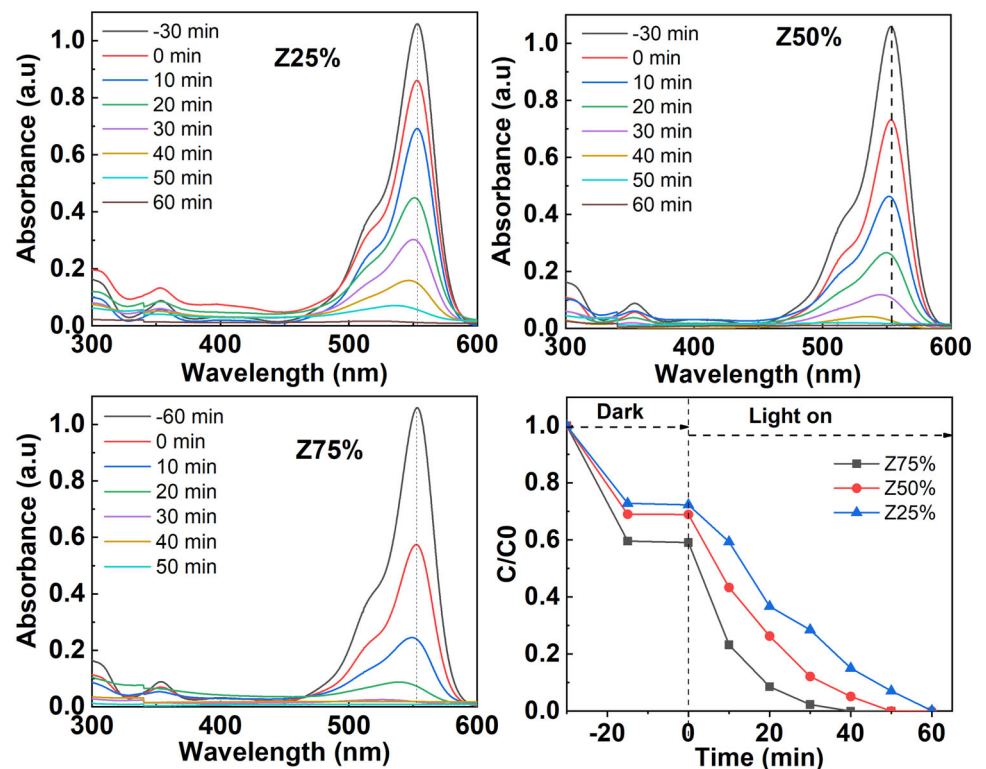 Z25%
-30 min
0 min
10 min
20 min
30 min
40 min
50 min
60 min
Absorbance (a.u)
1.0
0.8
0.6
0.4
0.2
0.0
300 400 500 600
Wavelength (nm)
Z50%
-30 min
0 min
10 min
20 min
30 min
40 min
50 min
60 min
Absorbance (a.u)
1.0
0.8
0.6
0.4
0.2
0.0
300 400 500 600
Wavelength (nm)
Z75%
-60 min
0 min
10 min
20 min
30 min
40 min
50 min
Absorbance (a.u)
1.0
0.8
0.6
0.4
0.2
0.0
300 400 500 600
Wavelength (nm)
Dark
Light on
Z75%
Z50%
Z25%
C/C0
1.0
0.8
0.6
0.4
0.2
0.0
-20 0 20 40 60
Time (min)